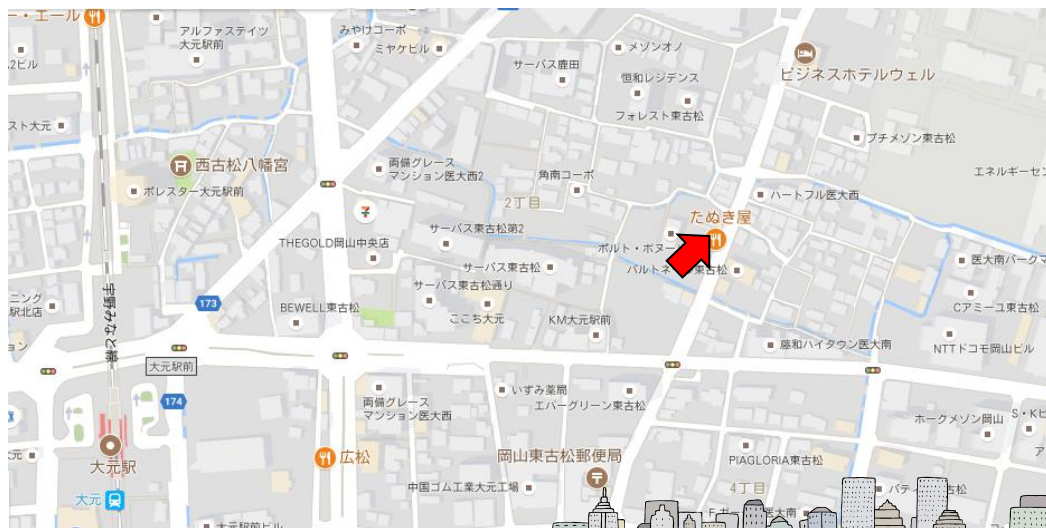 ー・エール
アルファステイツ
大元駅前
みやけコーポ
ミヤケビル
サーパス鹿田
メゾンオノ
恒和レジデンス
フォレスト東古松
ビジネスホテルウェル
プチメゾン東古松
エネルギーセン
A2ビル
スト大元
西古松八幡宮
ポレスター大元駅前
両備グレース
マンション医大西2
角南コーポ
2丁目
ハートフル医大西
たぬき屋
THEGOLD岡山中央店
サーパス東古松第2
ポルト・ボヌー
サーパス東古松
東古松
医大南パークマ
サーパス東古松通り
ニング
駅北店
173
BEWELL東古松
ここち大元
KM大元駅前
Cアミーユ東古松
宇野みなと線
藤和ハイタウン医大南
NTTドコモ岡山ビル
大元駅前
174
両備グレース
マンション医大西
いずみ薬局
エバーグリーン東古松
ホークメゾン岡山
S・Kビ
大元駅
広松
岡山東古松郵便局
PIAGLORIA東古松
大元
中国ゴム工業大元工場
4丁目
大元駅前ビル